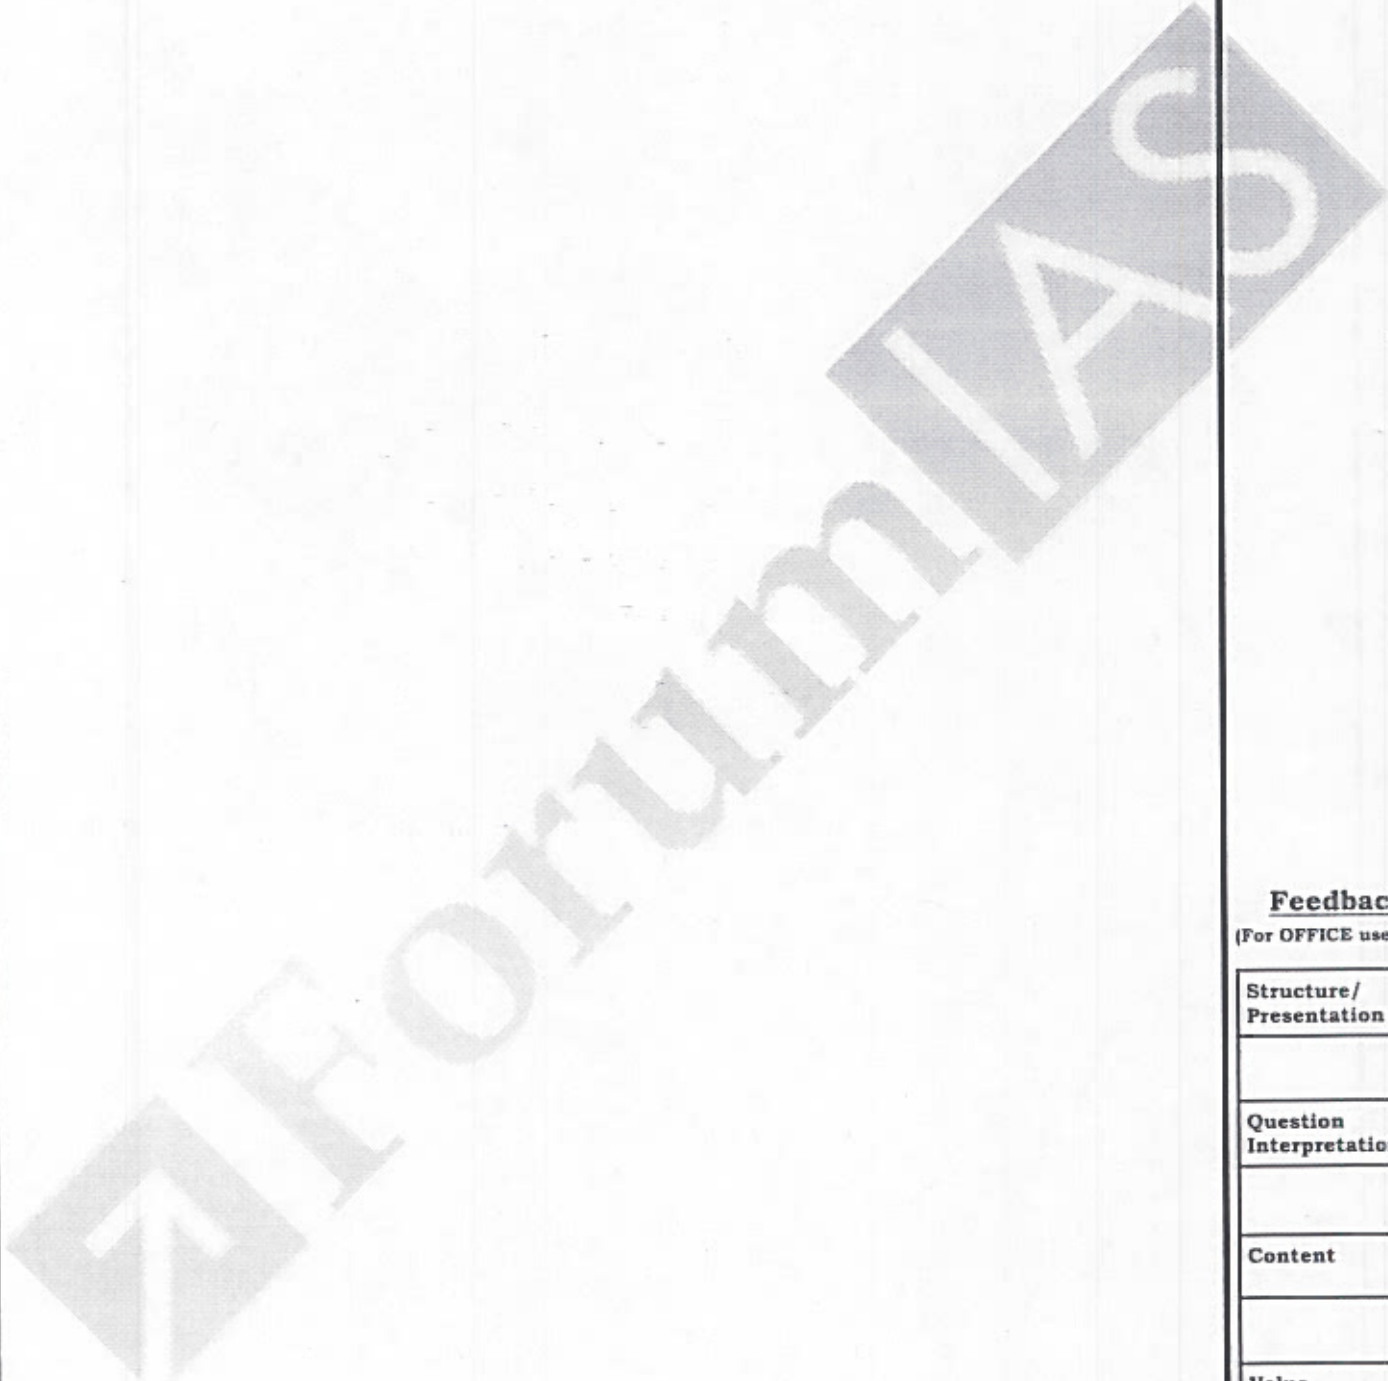 ForumIAS
Feedbac
(For OFFICE use
Structure/
Presentation
Question
Interpretatio
Content